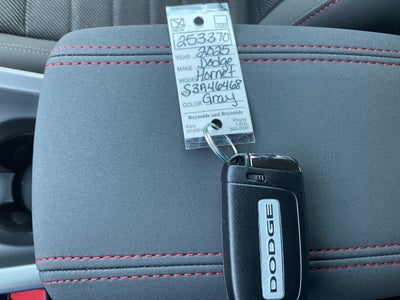 253370
YEAR 2025
MAKE Dodge
MODEL Hornet
S3A46468
COLOR Gray
Reynolds and Reynolds
DODGE